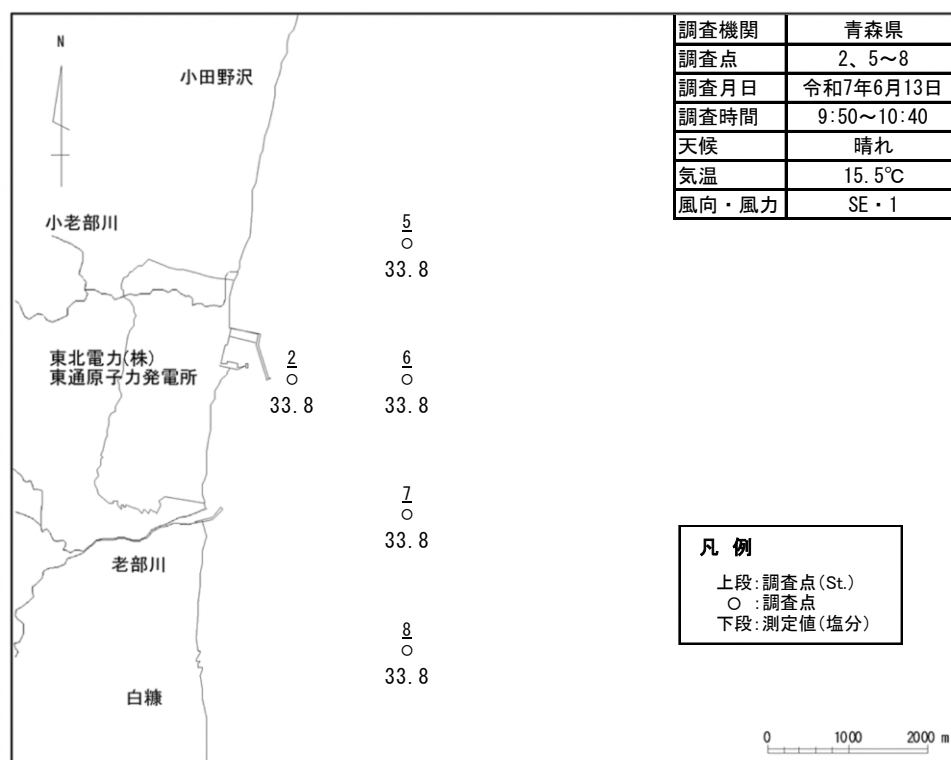 調査機関 青森県
調査点 2、5～8
調査月日 令和7年6月13日
調査時間 9:50～10:40
天候 晴れ
気温 15.5℃
風向・風力 SE・1
N
小田野沢
小老部川
5
33.8
東北電力(株)
東通原子力発電所
2
33.8
6
33.8
7
33.8
老部川
8
33.8
白糠
凡 例
上段:調査点(St.)
○ :調査点
下段:測定値(塩分)
0 1000 2000 m